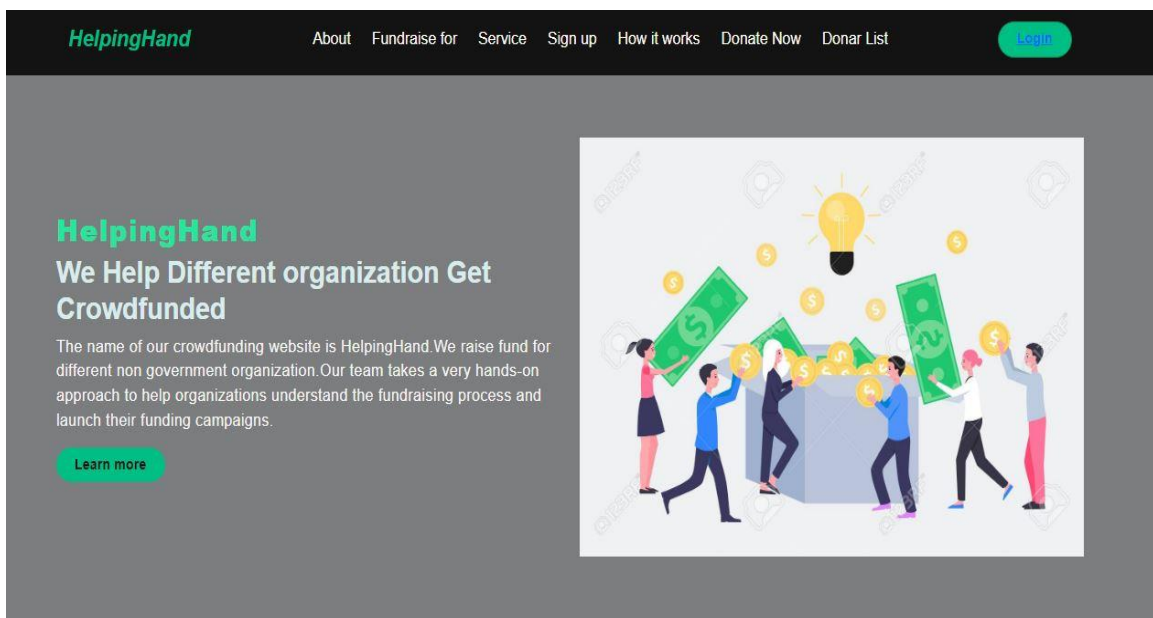 HelpingHand
About Fundraise for Service Sign up How it works Donate Now Donar List
Login
HelpingHand
We Help Different organization Get
Crowdfunded
The name of our crowdfunding website is HelpingHand.We raise fund for
different non government organization.Our team takes a very hands-on
approach to help organizations understand the fundraising process and
launch their funding campaigns.
Learn more